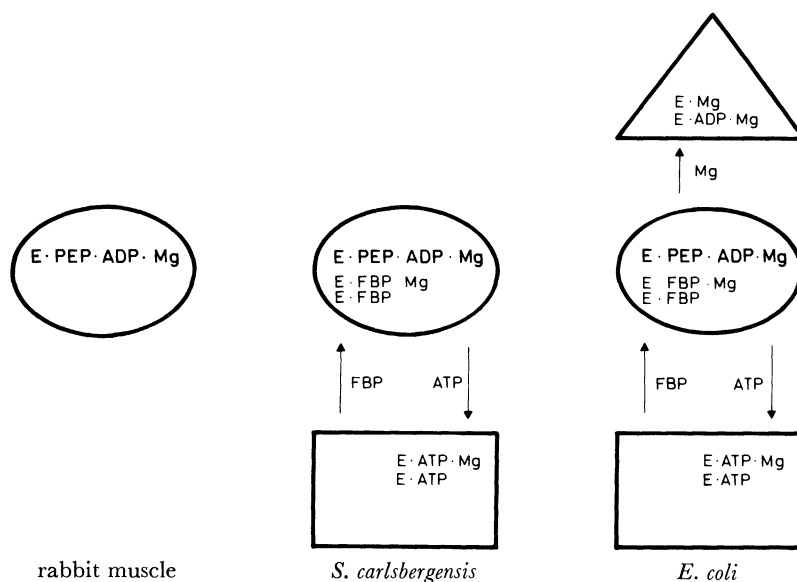 E · Mg
E · ADP · Mg
Mg
E · PEP · ADP · Mg
E · PEP · ADP · Mg
E · FBP Mg
E · FBP
E · PEP · ADP · Mg
E FBP · Mg
E · FBP
FBP
ATP
FBP
ATP
E · ATP · Mg
E · ATP
E · ATP · Mg
E · ATP
rabbit muscle
S. carlsbergensis
E. coli